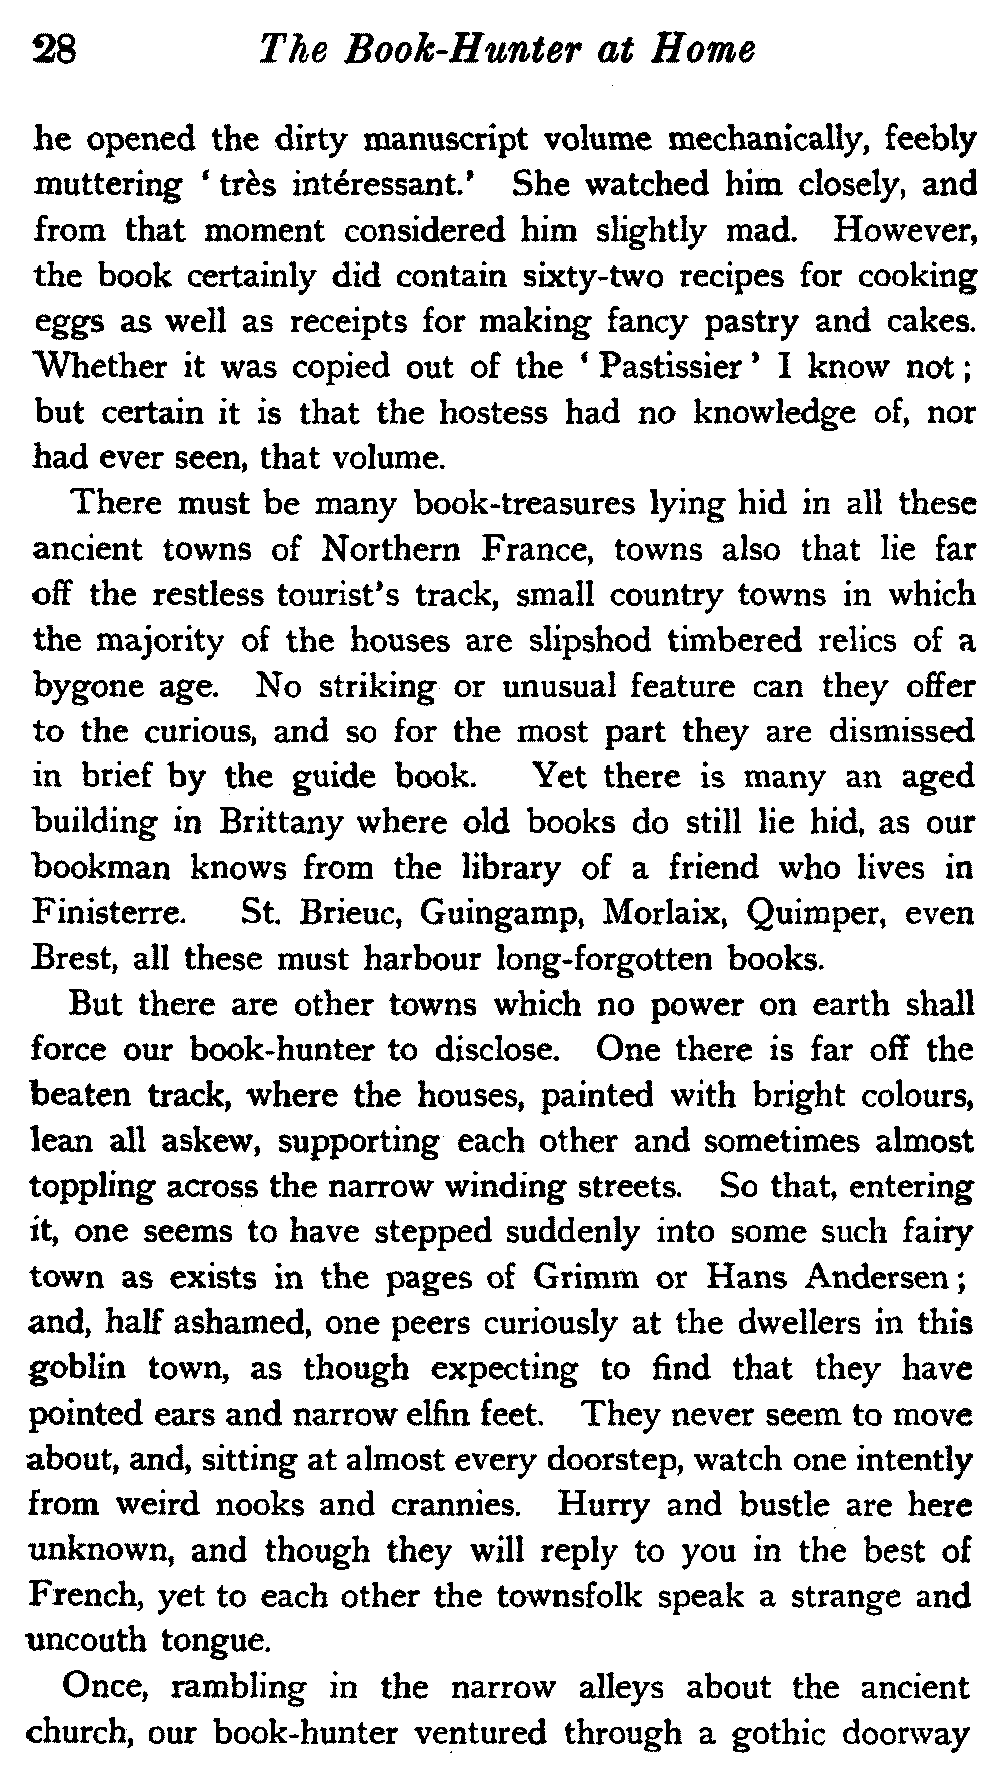 28 The Book-Hunter at Home
he opened the dirty manuscript volume mechanically, feebly
muttering ‘ très intéressant.’ She watched him closely, and
from that moment considered him slightly mad. However,
the book certainly did contain sixty-two recipes for cooking
eggs as well as receipts for making fancy pastry and cakes.
Whether it was copied out of the ‘ Pastissier ’ I know not ;
but certain it is that the hostess had no knowledge of, nor
had ever seen, that volume.
There must be many book-treasures lying hid in all these
ancient towns of Northern France, towns also that lie far
off the restless tourist’s track, small country towns in which
the majority of the houses are slipshod timbered relics of a
bygone age. No striking or unusual feature can they offer
to the curious, and so for the most part they are dismissed
in brief by the guide book. Yet there is many an aged
building in Brittany where old books do still lie hid, as our
bookman knows from the library of a friend who lives in
Finisterre. St. Brieuc, Guingamp, Morlaix, Quimper, even
Brest, all these must harbour long-forgotten books.
But there are other towns which no power on earth shall
force our book-hunter to disclose. One there is far off the
beaten track, where the houses, painted with bright colours,
lean all askew, supporting each other and sometimes almost
toppling across the narrow winding streets. So that, entering
it, one seems to have stepped suddenly into some such fairy
town as exists in the pages of Grimm or Hans Andersen ;
and, half ashamed, one peers curiously at the dwellers in this
goblin town, as though expecting to find that they have
pointed ears and narrow elfin feet. They never seem to move
about, and, sitting at almost every doorstep, watch one intently
from weird nooks and crannies. Hurry and bustle are here
unknown, and though they will reply to you in the best of
French, yet to each other the townsfolk speak a strange and
uncouth tongue.
Once, rambling in the narrow alleys about the ancient
church, our book-hunter ventured through a gothic doorway